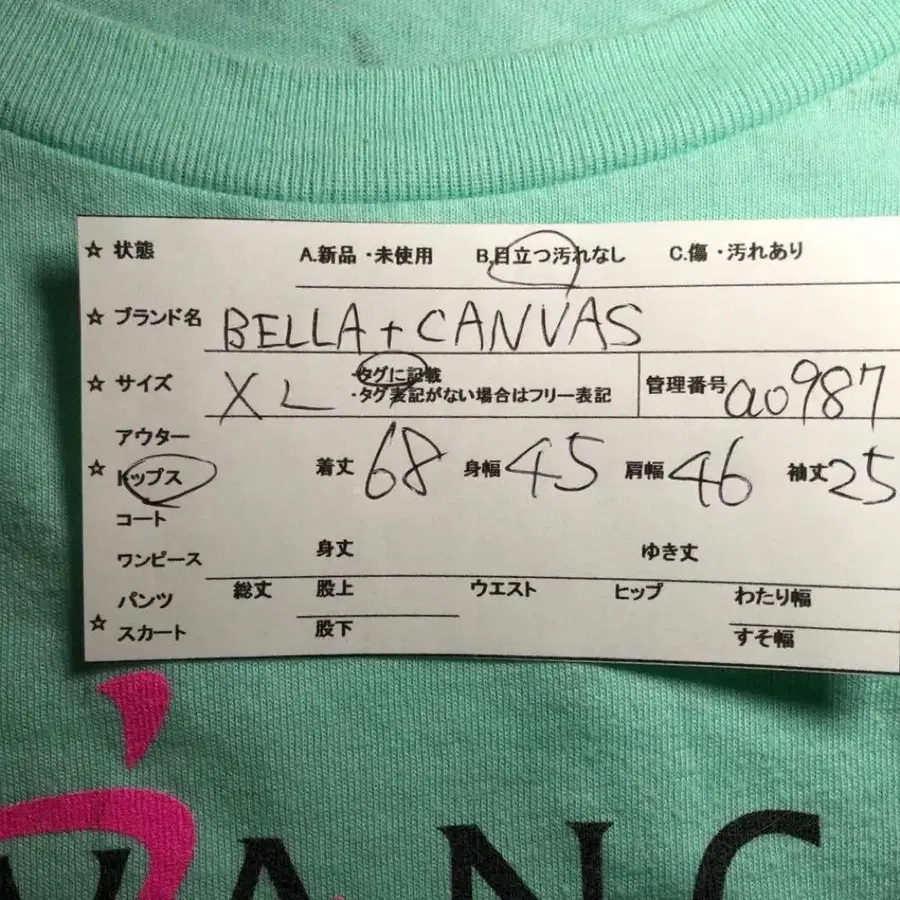 ☆ 状態 A.新品・未使用 B.目立つ汚れなし C.傷・汚れあり
☆ ブランド名 BELLA+CANVAS
☆ サイズ XL ・タグに記載 管理番号 ao987
・タグ表記がない場合はフリー表記
アウター
☆ トップス 着丈 68 身幅 45 肩幅 46 袖丈 25
コート
ワンピース 身丈 ゆき丈
パンツ 総丈 股上 ウエスト ヒップ わたり幅
☆ スカート 股下 すそ幅
VANC